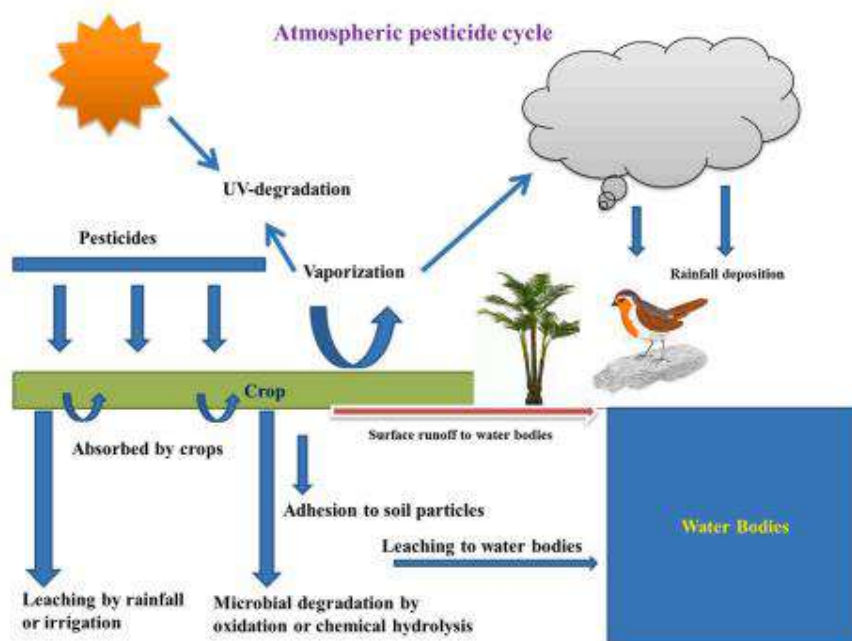 Atmospheric pesticide cycle
UV-degradation
Pesticides
Vaporization
Rainfall deposition
Crop
Absorbed by crops
Surface runoff to water bodies
Adhesion to soil particles
Leaching to water bodies
Water Bodies
Leaching by rainfall
or irrigation
Microbial degradation by
oxidation or chemical hydrolysis